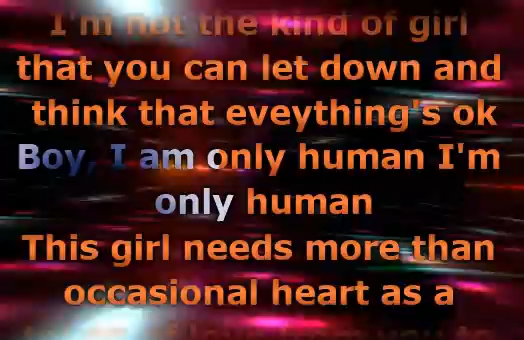 I'm not the kind of girl
that you can let down and
think that eveything's ok
Boy, I am only human I'm
only human
This girl needs more than
occasional heart as a